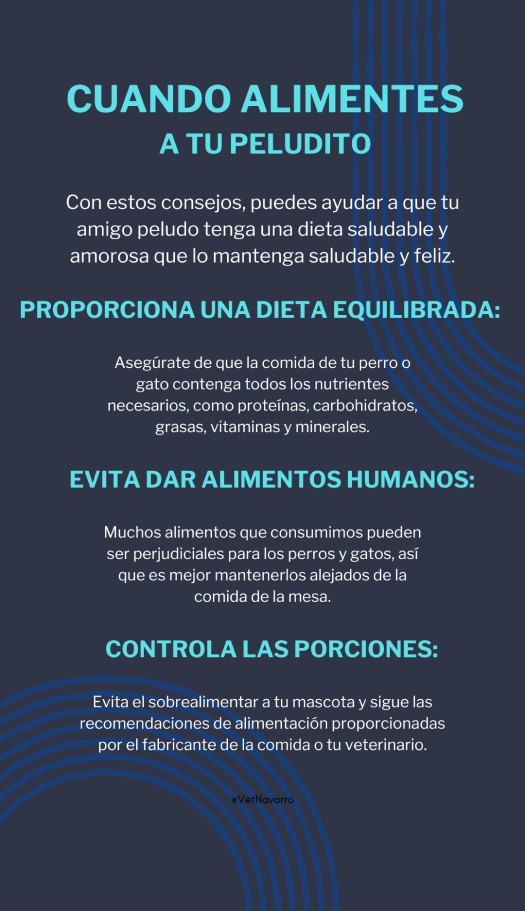 CUANDO ALIMENTES
A TU PELUDITO
Con estos consejos, puedes ayudar a que tu
amigo peludo tenga una dieta saludable y
amorosa que lo mantenga saludable y feliz.
PROPORCIONA UNA DIETA EQUILIBRADA:
Asegúrate de que la comida de tu perro o
gato contenga todos los nutrientes
necesarios, como proteínas, carbohidratos,
grasas, vitaminas y minerales.
EVITA DAR ALIMENTOS HUMANOS:
Muchos alimentos que consumimos pueden
ser perjudiciales para los perros y gatos, así
que es mejor mantenerlos alejados de la
comida de la mesa.
CONTROLA LAS PORCIONES:
Evita el sobrealimentar a tu mascota y sigue las
recomendaciones de alimentación proporcionadas
por el fabricante de la comida o tu veterinario.
@VetNavarro